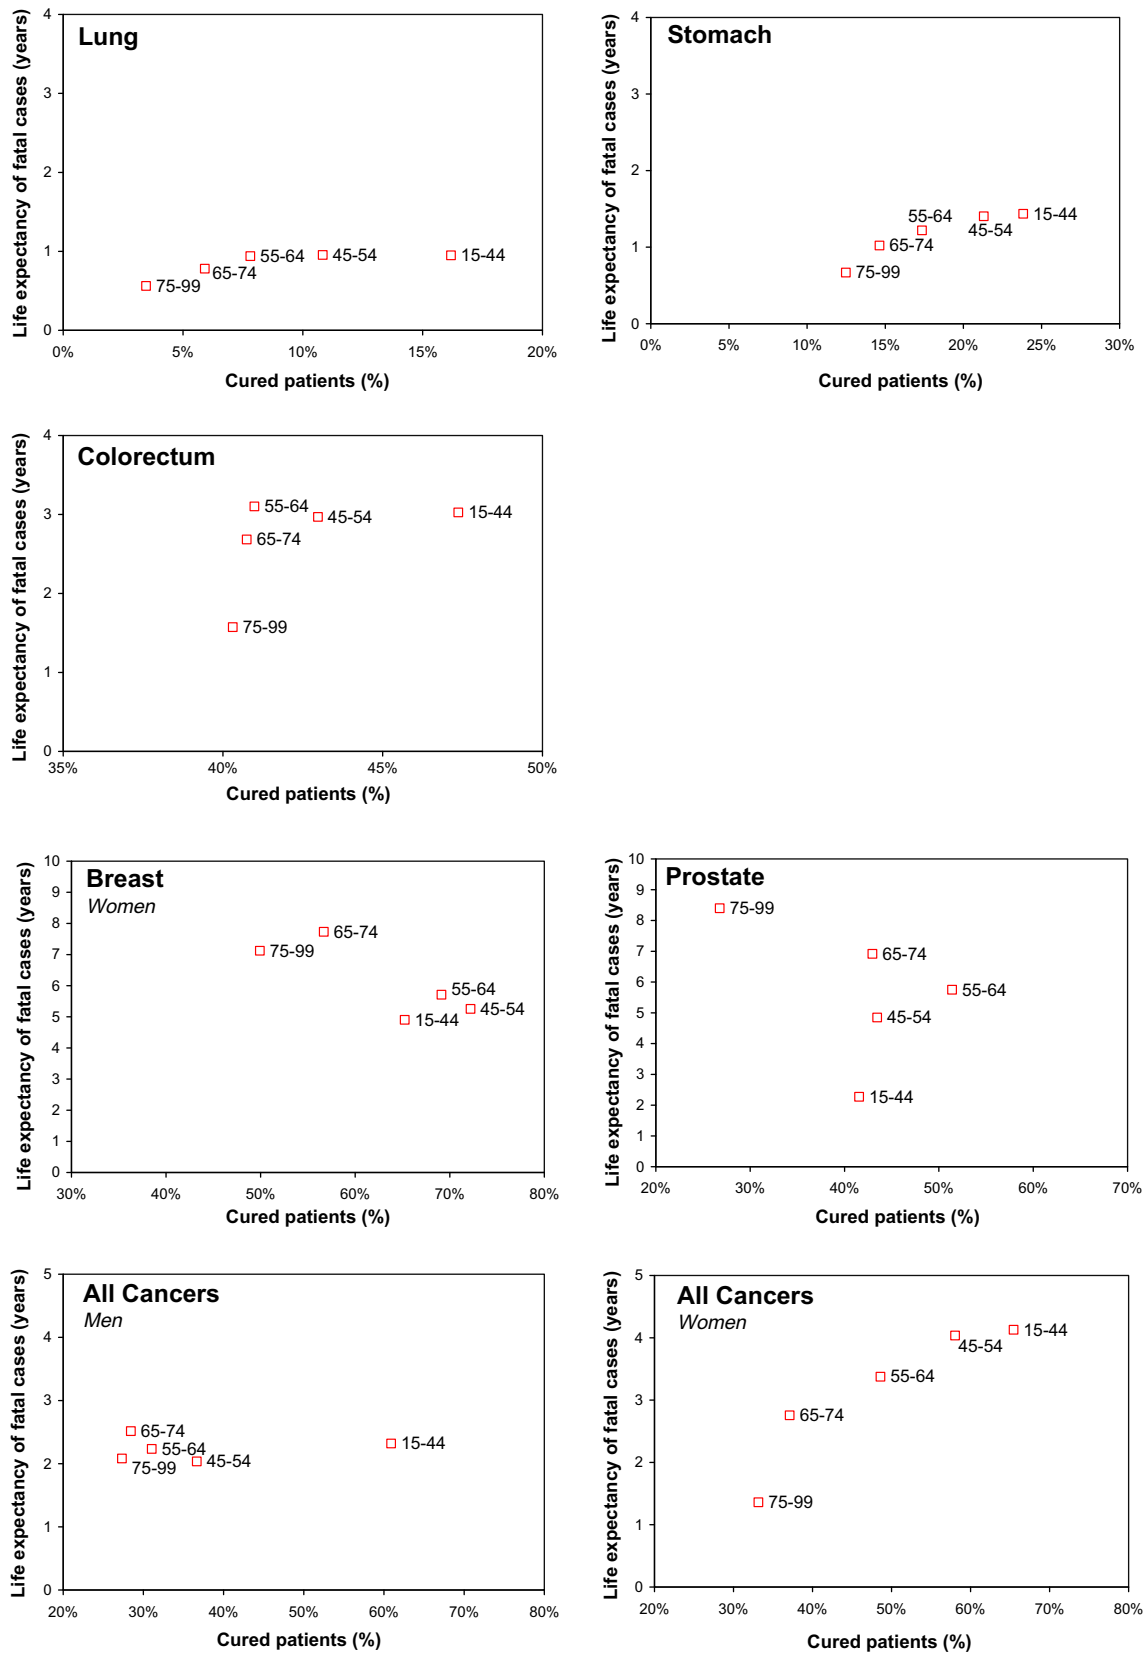 Lung
Life expectancy of fatal cases (years)
4
3
2
1
0
75-99
65-74
55-64
45-54
15-44
0% 5% 10% 15% 20%
Cured patients (%)
Stomach
Life expectancy of fatal cases (years)
4
3
2
1
0
55-64
15-44
45-54
65-74
75-99
0% 5% 10% 15% 20% 25% 30%
Cured patients (%)
Colorectum
Life expectancy of fatal cases (years)
4
3
2
1
0
55-64
45-54
15-44
65-74
75-99
35% 40% 45% 50%
Cured patients (%)
Breast
Women
Life expectancy of fatal cases (years)
10
9
8
7
6
5
4
3
2
1
0
65-74
75-99
55-64
45-54
15-44
30% 40% 50% 60% 70% 80%
Cured patients (%)
Prostate
Life expectancy of fatal cases (years)
10
9
8
7
6
5
4
3
2
1
0
75-99
65-74
55-64
45-54
15-44
20% 30% 40% 50% 60% 70%
Cured patients (%)
All Cancers
Men
Life expectancy of fatal cases (years)
5
4
3
2
1
0
65-74
55-64
75-99
45-54
15-44
20% 30% 40% 50% 60% 70% 80%
Cured patients (%)
All Cancers
Women
Life expectancy of fatal cases (years)
5
4
3
2
1
0
15-44
45-54
55-64
65-74
75-99
20% 30% 40% 50% 60% 70% 80%
Cured patients (%)